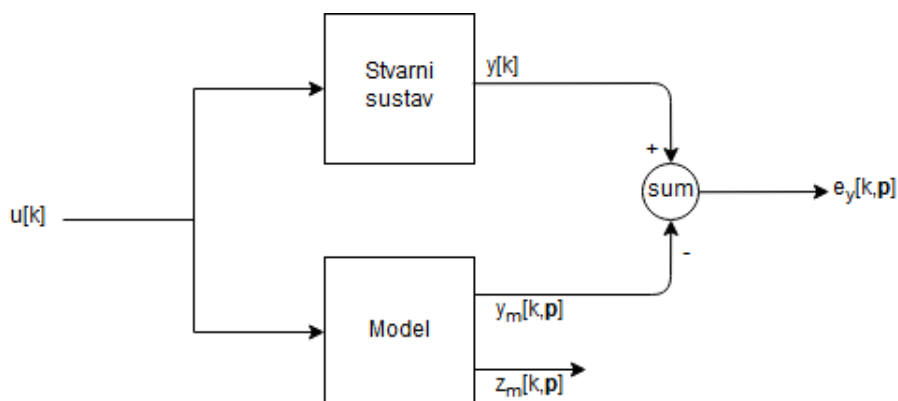 Stvarni
sustav
y[k]
+
sum
e_y[k,p]
u[k]
-
Model
y_m[k,p]
z_m[k,p]